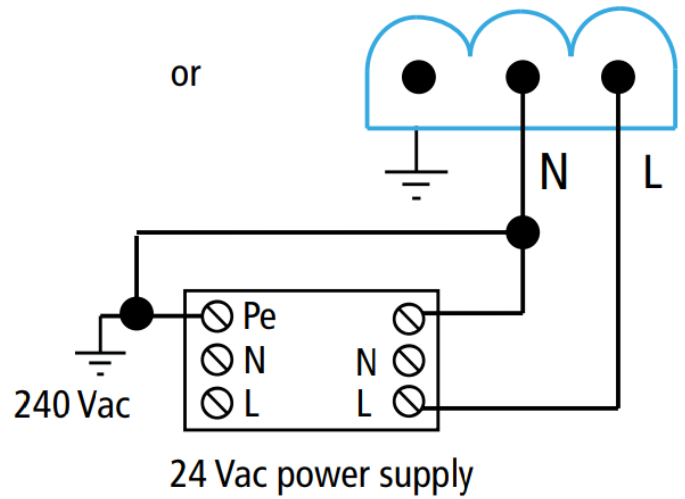 or
N L
Pe
N N
L L
240 Vac
24 Vac power supply